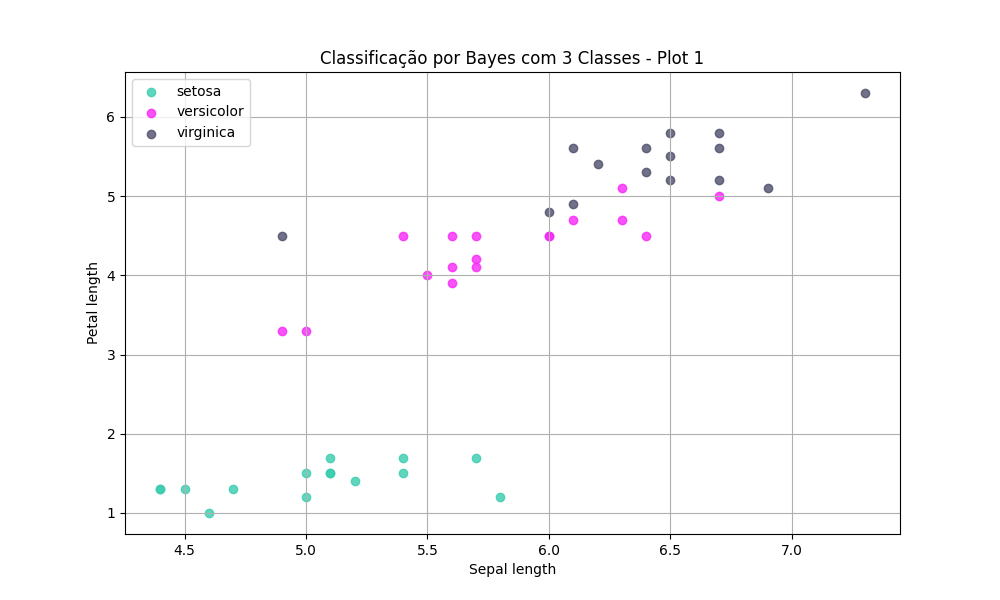 Classificação por Bayes com 3 Classes - Plot 1
setosa
versicolor
virginica
Petal length
6
5
4
3
2
1
4.5 5.0 5.5 6.0 6.5 7.0
Sepal length